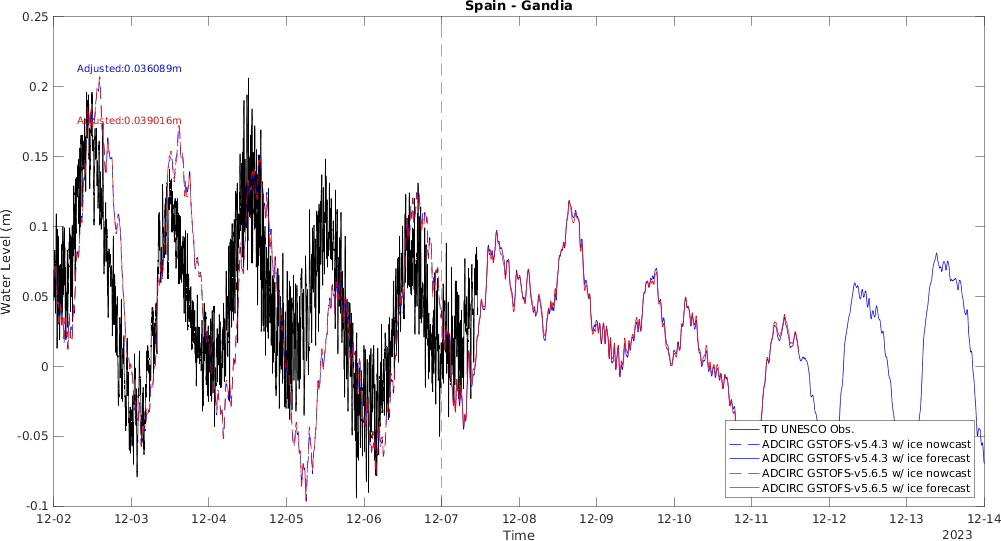 Spain - Gandia
Water Level (m)
0.25
0.2
0.15
0.1
0.05
0
-0.05
-0.1
Adjusted:0.036089m
Adjusted:0.039016m
TD UNESCO Obs.
ADCIRC GSTOFS-v5.4.3 w/ ice nowcast
ADCIRC GSTOFS-v5.4.3 w/ ice forecast
ADCIRC GSTOFS-v5.6.5 w/ ice nowcast
ADCIRC GSTOFS-v5.6.5 w/ ice forecast
12-02 12-03 12-04 12-05 12-06 12-07 12-08 12-09 12-10 12-11 12-12 12-13 12-14
Time
2023